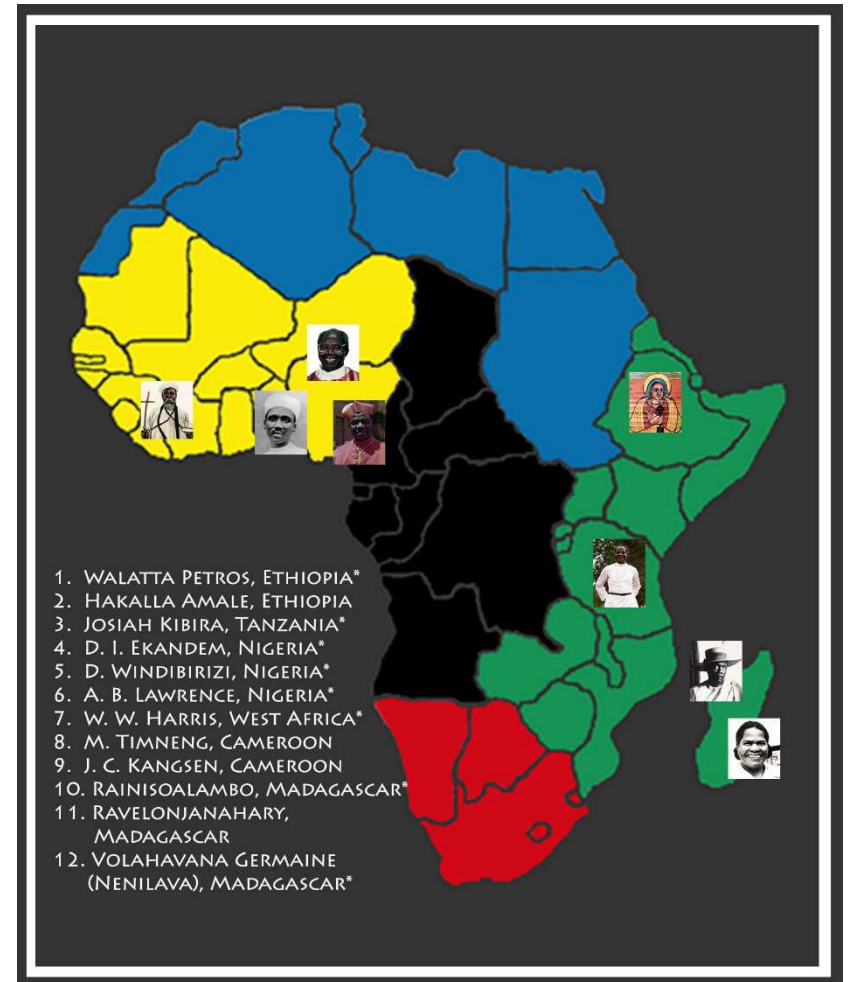 1. Walatta Petros, Ethiopia*
2. Hakalla Amale, Ethiopia
3. Josiah Kibira, Tanzania*
4. D. I. Ekandem, Nigeria*
5. D. Windibirizi, Nigeria*
6. A. B. Lawrence, Nigeria*
7. W. W. Harris, West Africa*
8. M. Timneng, Cameroon
9. J. C. Kangsen, Cameroon
10. Rainisoalambo, Madagascar*
11. Ravelonjanahary,
Madagascar
12. Volahavana Germaine
(Nenilava), Madagascar*